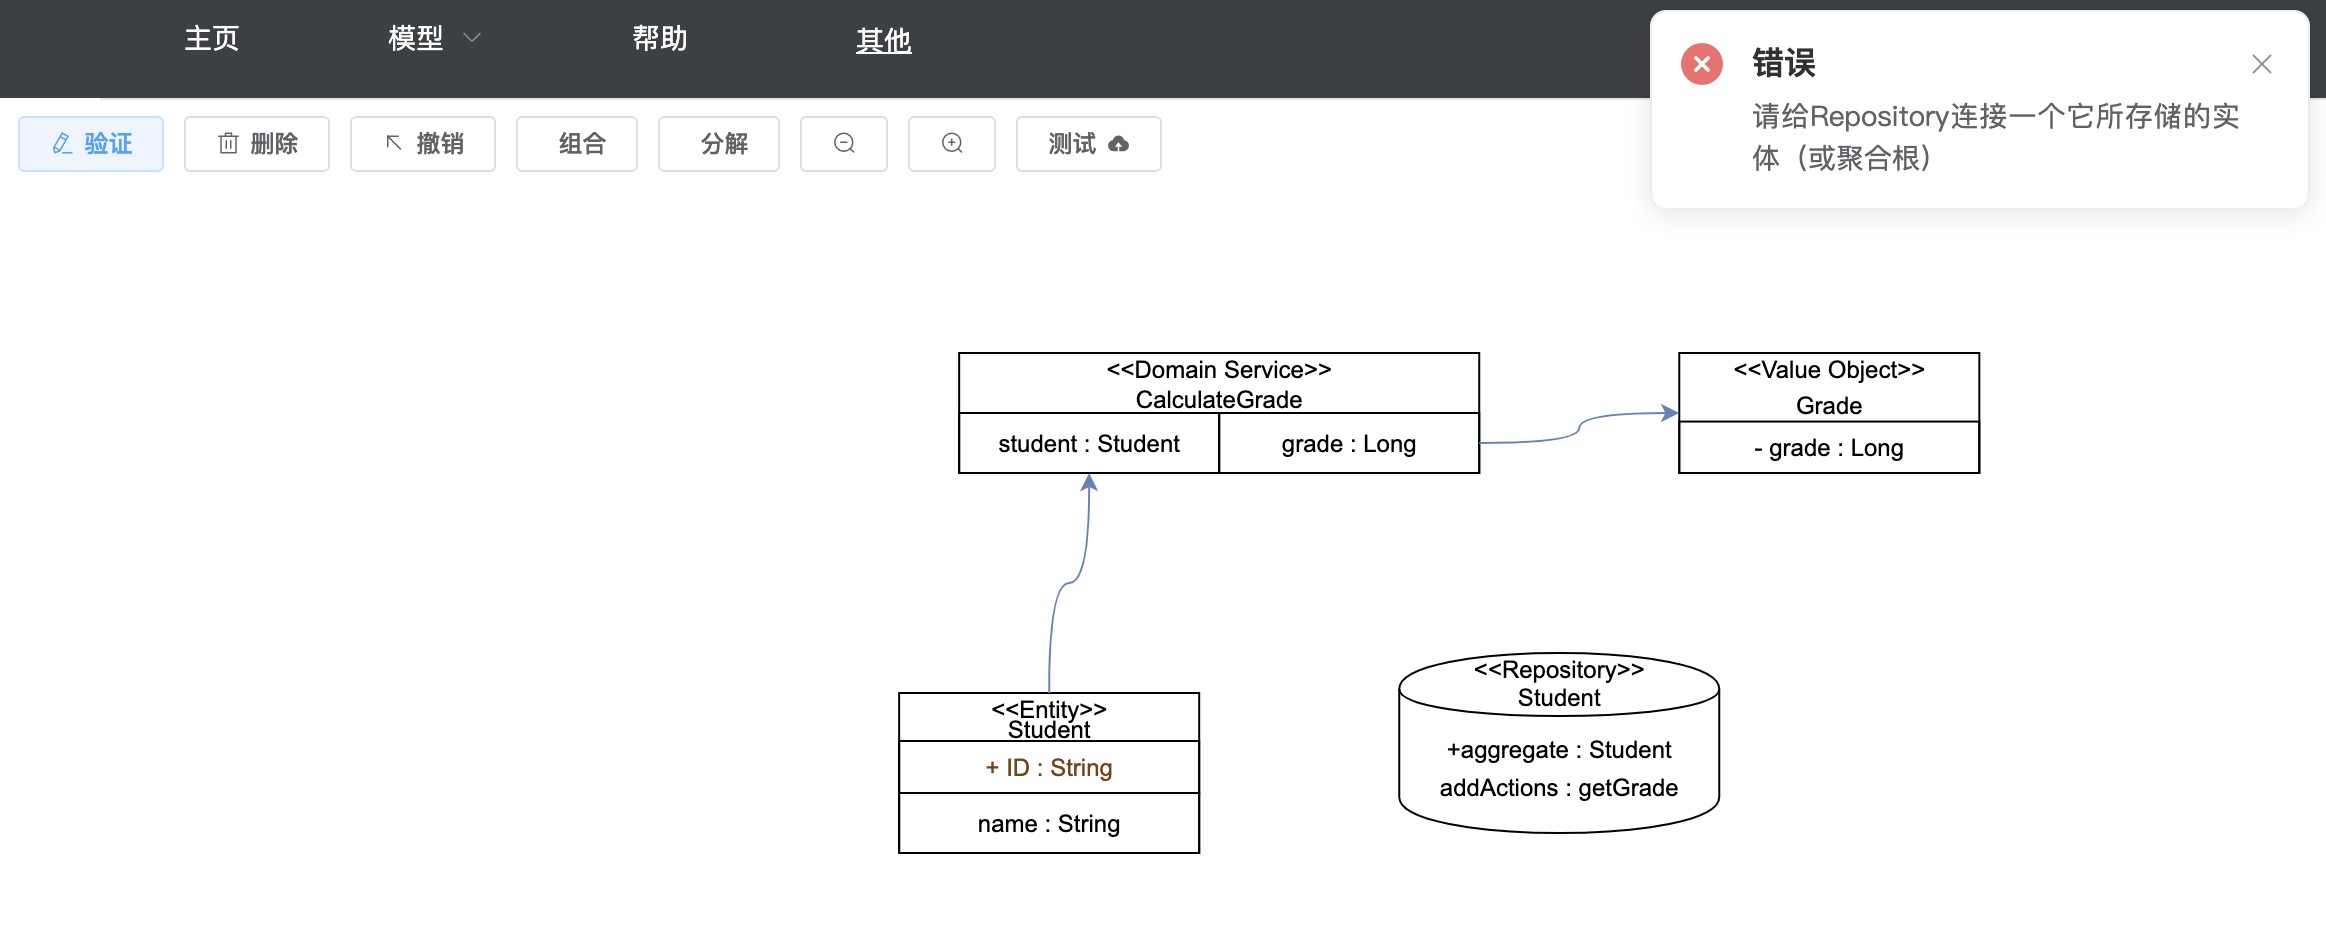 主页
模型
帮助
其他
错误
请给Repository连接一个它所存储的实
体（或聚合根）
验证
删除
撤销
组合
分解
测试
<<Domain Service>>
CalculateGrade
student : Student
grade : Long
<<Value Object>>
Grade
- grade : Long
<<Entity>>
Student
+ ID : String
name : String
<<Repository>>
Student
+aggregate : Student
addActions : getGrade